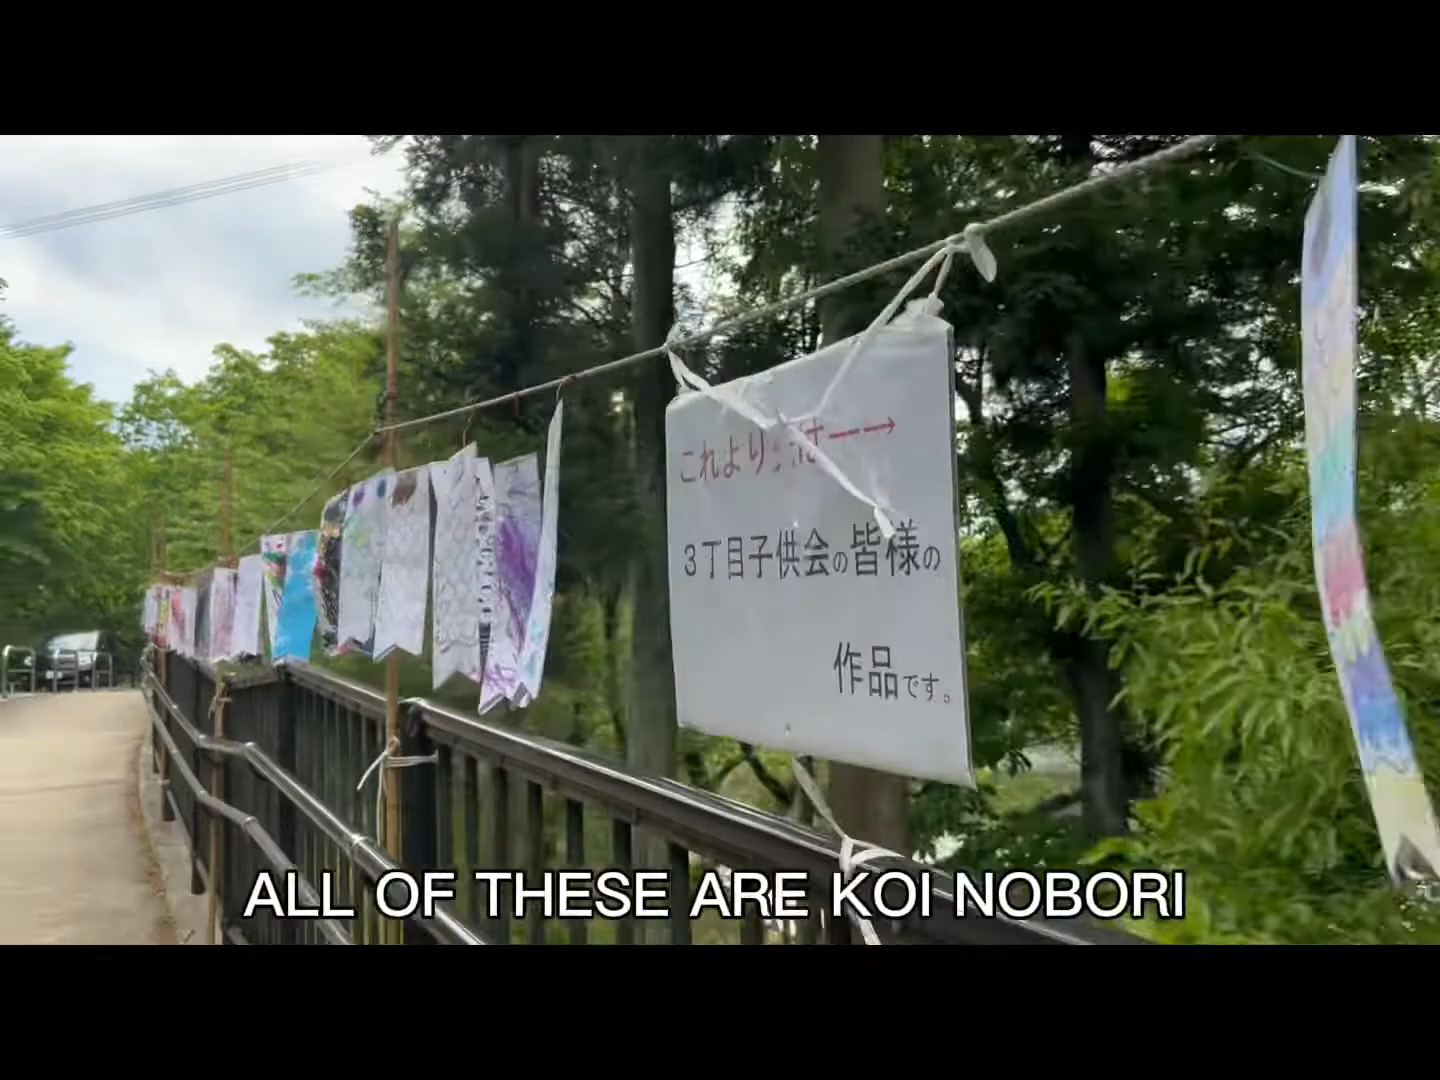 これより は→
3丁目子供会の皆様の
作品です。
ALL OF THESE ARE KOI NOBORI